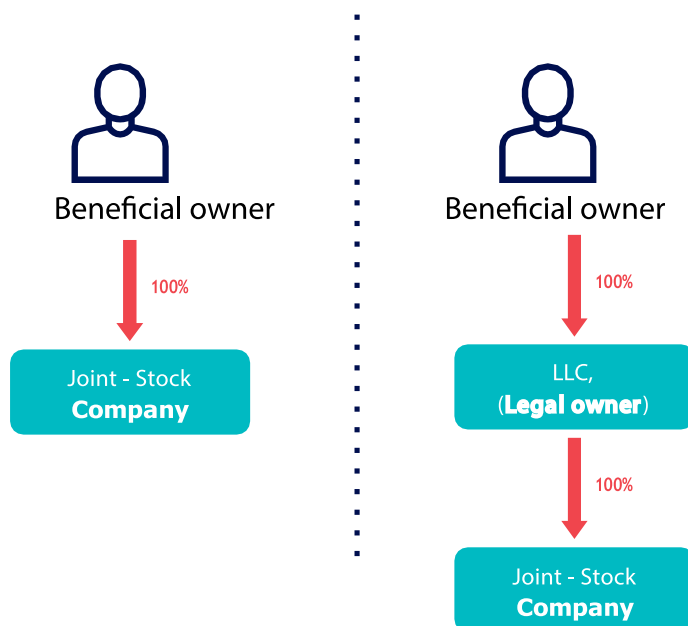 Beneficial owner
100%
Joint - Stock
Company
Beneficial owner
100%
LLC,
(Legal owner)
100%
Joint - Stock
Company